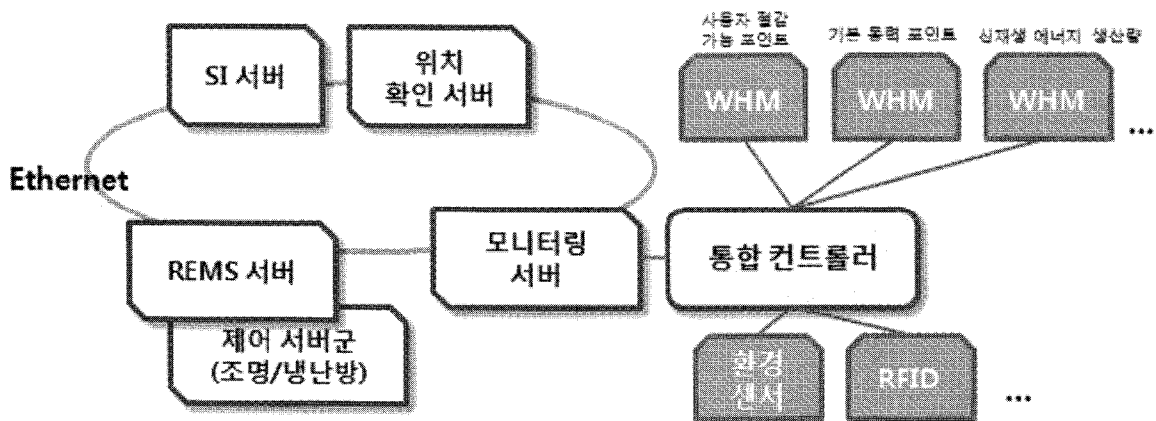 사용자 절감
가능 포인트
기본 동력 포인트
신재생 에너지 생산량
SI 서버
위치
확인 서버
WHM
WHM
WHM
...
Ethernet
REMS 서버
모니터링
서버
통합 컨트롤러
제어 서버군
(조명/냉난방)
환경
센서
RFID
...